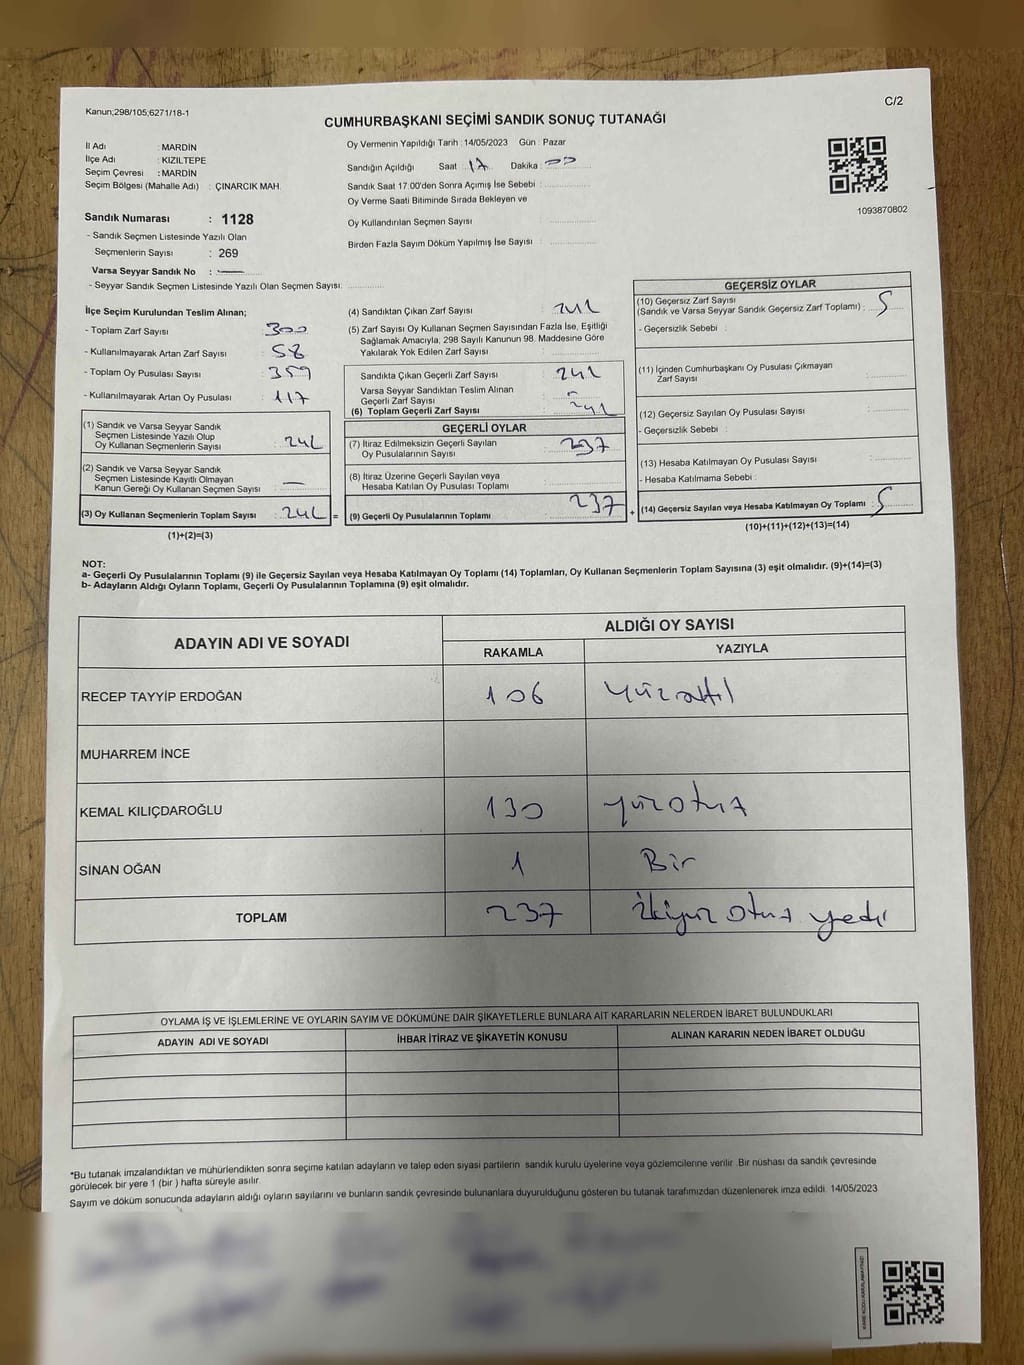 Kanun;298/105;6271/18-1
C/2
CUMHURBAŞKANI SEÇİMİ SANDIK SONUÇ TUTANAĞI
İl Adı : MARDİN
İlçe Adı : KIZILTEPE
Seçim Çevresi : MARDİN
Seçim Bölgesi (Mahalle Adı) : ÇINARCIK MAH.
Sandık Numarası : 1128
- Sandık Seçmen Listesinde Yazılı Olan
Seçmenlerin Sayısı : 269
Varsa Seyyar Sandık No : —
- Seyyar Sandık Seçmen Listesinde Yazılı Olan Seçmen Sayısı:
Oy Vermenin Yapıldığı Tarih :14/05/2023 Gün : Pazar
Sandığın Açıldığı Saat : 17 Dakika : 00
Sandık Saat 17.00'den Sonra Açımış İse Sebebi :
Oy Verme Saati Bitiminde Sırada Bekleyen ve
Oy Kullandırılan Seçmen Sayısı :
Birden Fazla Sayım Döküm Yapılmış İse Sayısı :
1093870802
İlçe Seçim Kurulundan Teslim Alınan;
- Toplam Zarf Sayısı : 300
- Kullanılmayarak Artan Zarf Sayısı : 58
- Toplam Oy Pusulası Sayısı : 359
- Kullanılmayarak Artan Oy Pusulası : 117
(1) Sandık ve Varsa Seyyar Sandık
Seçmen Listesinde Yazılı Olup
Oy Kullanan Seçmenlerin Sayısı : 242
(2) Sandık ve Varsa Seyyar Sandık
Seçmen Listesinde Kayıtlı Olmayan
Kanun Gereği Oy Kullanan Seçmen Sayısı : —
(3) Oy Kullanan Seçmenlerin Toplam Sayısı : 242 =
(1)+(2)=(3)
(4) Sandıktan Çıkan Zarf Sayısı : 242
(5) Zarf Sayısı Oy Kullanan Seçmen Sayısından Fazla İse, Eşitliği
Sağlamak Amacıyla, 298 Sayılı Kanunun 98. Maddesine Göre
Yakılarak Yok Edilen Zarf Sayısı :
Sandıkta Çıkan Geçerli Zarf Sayısı : 242
Varsa Seyyar Sandıktan Teslim Alınan
Geçerli Zarf Sayısı :
(6) Toplam Geçerli Zarf Sayısı : 242
GEÇERLİ OYLAR
(7) İtiraz Edilmeksizin Geçerli Sayılan
Oy Pusulalarının Sayısı : 237
(8) İtiraz Üzerine Geçerli Sayılan veya
Hesaba Katılan Oy Pusulası Toplamı :
(9) Geçerli Oy Pusulalarının Toplamı : 237 +
GEÇERSİZ OYLAR
(10) Geçersiz Zarf Sayısı
(Sandık ve Varsa Seyyar Sandık Geçersiz Zarf Toplamı) : 5
- Geçersizlik Sebebi :
(11) İçinden Cumhurbaşkanı Oy Pusulası Çıkmayan
Zarf Sayısı :
(12) Geçersiz Sayılan Oy Pusulası Sayısı :
- Geçersizlik Sebebi :
(13) Hesaba Katılmayan Oy Pusulası Sayısı :
- Hesaba Katılmama Sebebi :
(14) Geçersiz Sayılan veya Hesaba Katılmayan Oy Toplamı : 5
(10)+(11)+(12)+(13)=(14)
NOT:
a- Geçerli Oy Pusulalarının Toplamı (9) ile Geçersiz Sayılan veya Hesaba Katılmayan Oy Toplamı (14) Toplamları, Oy Kullanan Seçmenlerin Toplam Sayısına (3) eşit olmalıdır. (9)+(14)=(3)
b- Adayların Aldığı Oyların Toplamı, Geçerli Oy Pusulalarının Toplamına (9) eşit olmalıdır.
ADAYIN ADI VE SOYADI
ALDIĞI OY SAYISI
RAKAMLA YAZIYLA
RECEP TAYYİP ERDOĞAN 106 yüzaltı
MUHARREM İNCE
KEMAL KILIÇDAROĞLU 130 yüzotuz
SİNAN OĞAN 1 Bir
TOPLAM 237 ikiyüz otuz yedi
OYLAMA İŞ VE İŞLEMLERİNE VE OYLARIN SAYIM VE DÖKÜMÜNE DAİR ŞİKAYETLERLE BUNLARA AİT KARARLARIN NELERDEN İBARET BULUNDUKLARI
ADAYIN ADI VE SOYADI İHBAR İTİRAZ VE ŞİKAYETİN KONUSU ALINAN KARARIN NEDEN İBARET OLDUĞU
*Bu tutanak imzalandıktan ve mühürlendikten sonra seçime katılan adayların ve talep eden siyasi partilerin sandık kurulu üyelerine veya gözlemcilerine verilir .Bir nüshası da sandık çevresinde
görülecek bir yere 1 (bir ) hafta süreyle asılır.
Sayım ve döküm sonucunda adayların aldığı oyların sayılarını ve bunların sandık çevresinde bulunanlara duyurulduğunu gösteren bu tutanak tarafımızdan düzenlenerek imza edildi. 14/05/2023
KARE KODU KARALAMAYINIZ!